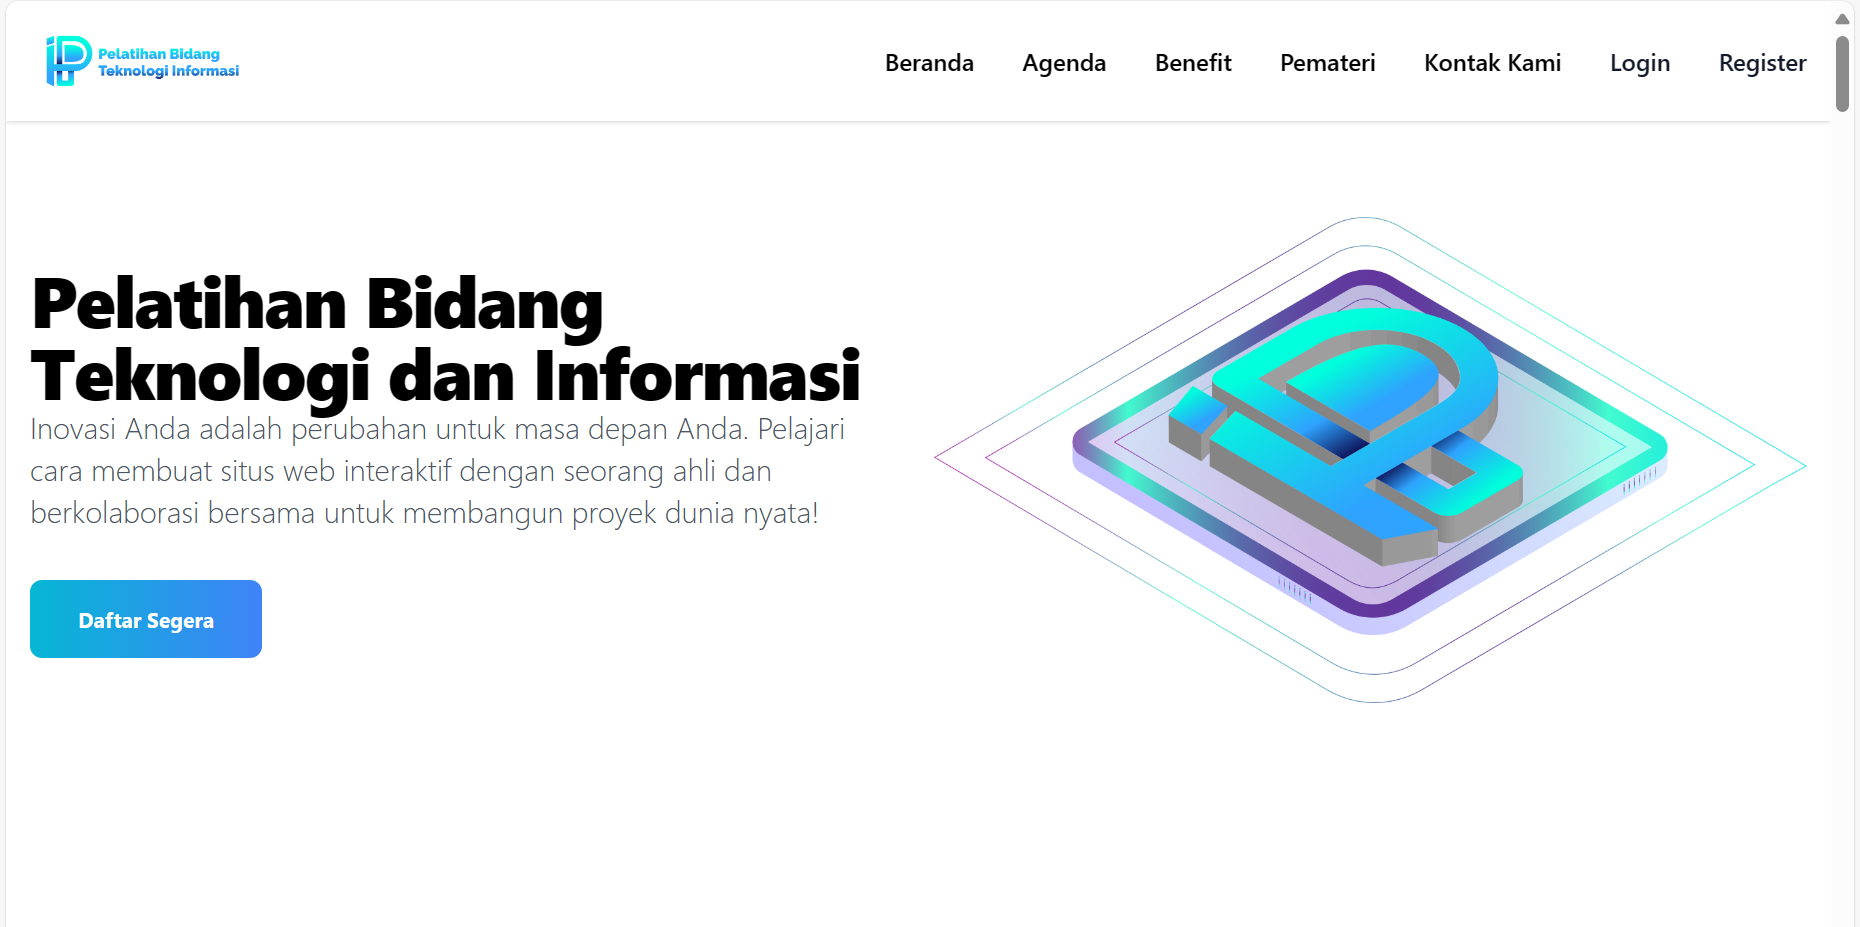 Pelatihan Bidang
Teknologi Informasi
Beranda
Agenda
Benefit
Pemateri
Kontak Kami
Login
Register
Pelatihan Bidang
Teknologi dan Informasi
Inovasi Anda adalah perubahan untuk masa depan Anda. Pelajari
cara membuat situs web interaktif dengan seorang ahli dan
berkolaborasi bersama untuk membangun proyek dunia nyata!
Daftar Segera